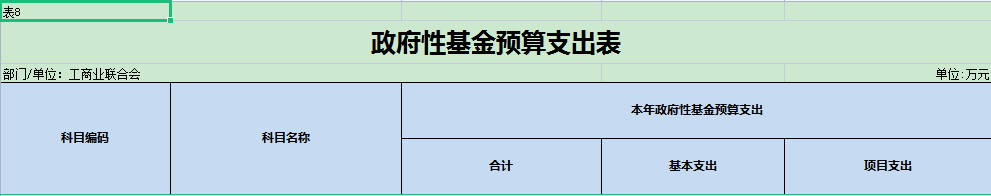 表8
政府性基金预算支出表
部门/单位：工商业联合会 单位:万元
科目编码 科目名称 本年政府性基金预算支出
合计 基本支出 项目支出